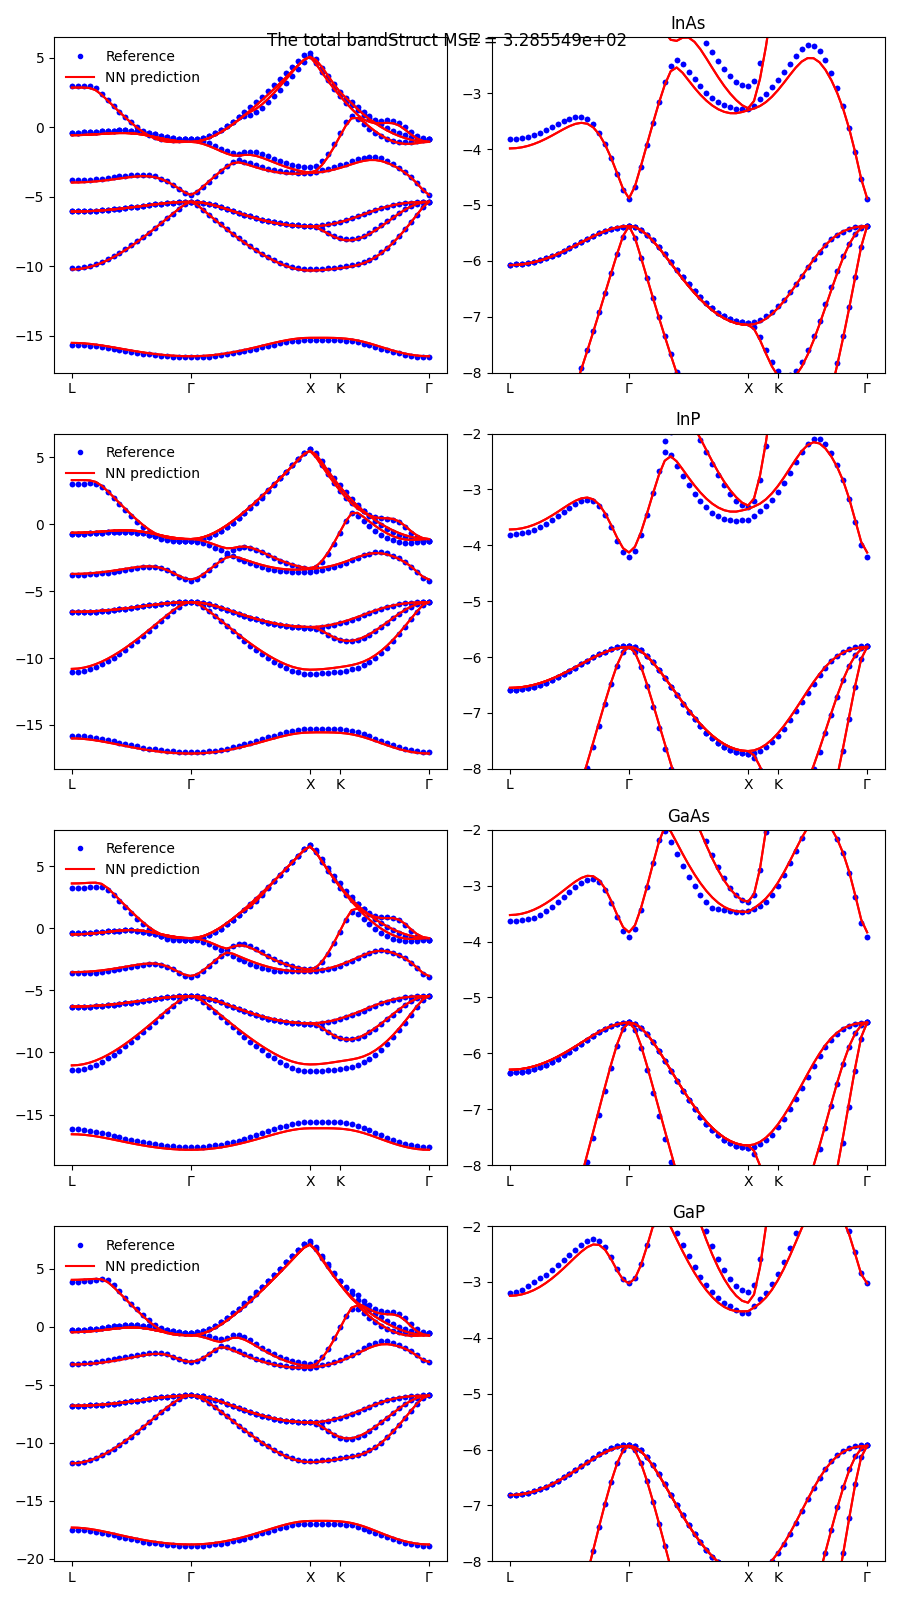 InAs
The total bandStruct MSE = 3.285549e+02
Reference
NN prediction
5
0
−5
−10
−15
L Γ X K Γ
−2
−3
−4
−5
−6
−7
−8
L Γ X K Γ
InP
Reference
NN prediction
5
0
−5
−10
−15
L Γ X K Γ
−2
−3
−4
−5
−6
−7
−8
L Γ X K Γ
GaAs
Reference
NN prediction
5
0
−5
−10
−15
L Γ X K Γ
−2
−3
−4
−5
−6
−7
−8
L Γ X K Γ
GaP
Reference
NN prediction
5
0
−5
−10
−15
−20
L Γ X K Γ
−2
−3
−4
−5
−6
−7
−8
L Γ X K Γ